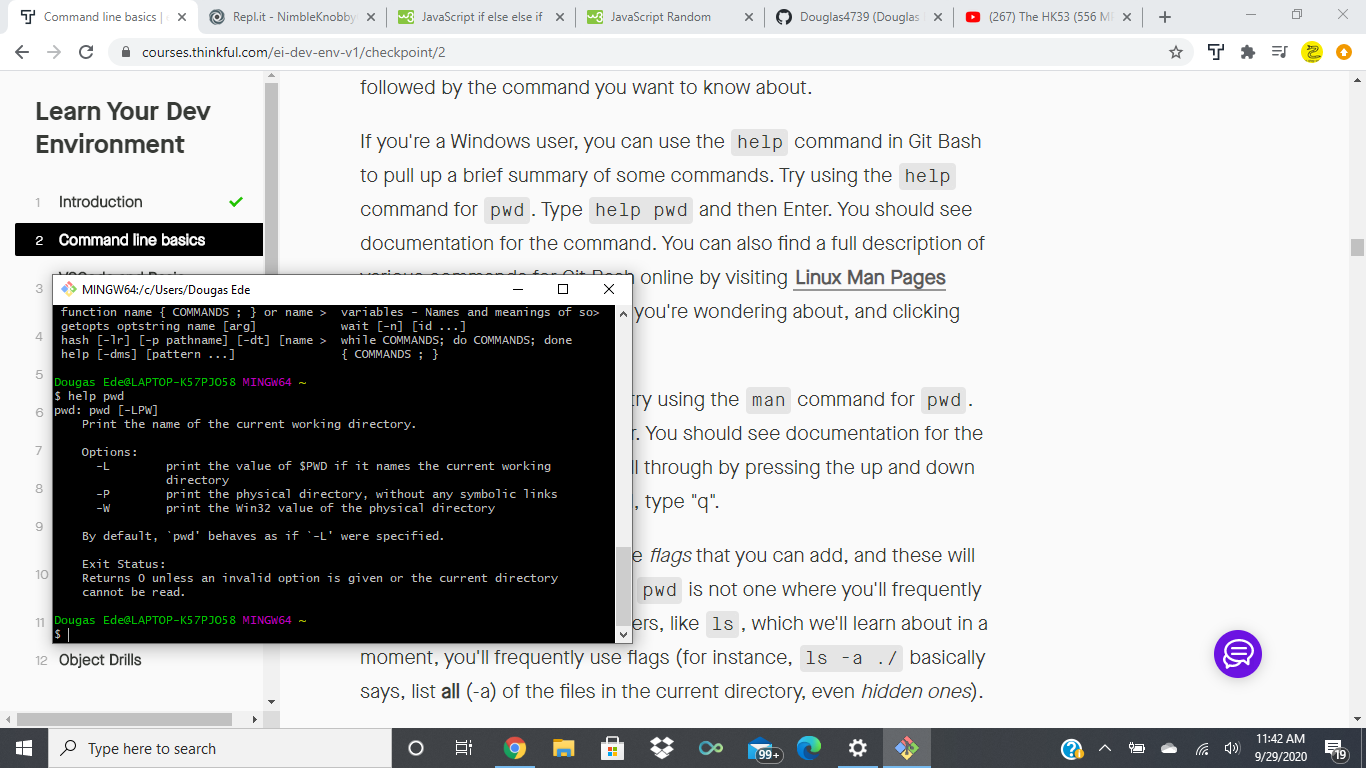 Command line basics |
Repl.it - NimbleKnobby
JavaScript if else else if
JavaScript Random
Douglas4739 (Douglas
(267) The HK53 (556 M
courses.thinkful.com/ei-dev-env-v1/checkpoint/2
Learn Your Dev
Environment
1 Introduction
2 Command line basics
3
4
5
6
7
8
9
10
11
12 Object Drills
followed by the command you want to know about.
If you're a Windows user, you can use the help command in Git Bash
to pull up a brief summary of some commands. Try using the help
command for pwd. Type help pwd and then Enter. You should see
documentation for the command. You can also find a full description of
online by visiting Linux Man Pages
you're wondering about, and clicking
try using the man command for pwd.
r. You should see documentation for the
ll through by pressing the up and down
, type "q".
e flags that you can add, and these will
pwd is not one where you'll frequently
ers, like ls, which we'll learn about in a
moment, you'll frequently use flags (for instance, ls -a ./ basically
says, list all (-a) of the files in the current directory, even hidden ones).
MINGW64:/c/Users/Dougas Ede
function name { COMMANDS ; } or name > variables - Names and meanings of so>
getopts optstring name [arg] wait [-n] [id ...]
hash [-lr] [-p pathname] [-dt] [name > while COMMANDS; do COMMANDS; done
help [-dms] [pattern ...] { COMMANDS ; }
Dougas Ede@LAPTOP-K57PJO58 MINGW64 ~
$ help pwd
pwd: pwd [-LPW]
Print the name of the current working directory.
Options:
-L print the value of $PWD if it names the current working
directory
-P print the physical directory, without any symbolic links
-W print the Win32 value of the physical directory
By default, `pwd' behaves as if `-L' were specified.
Exit Status:
Returns 0 unless an invalid option is given or the current directory
cannot be read.
Dougas Ede@LAPTOP-K57PJO58 MINGW64 ~
$
Type here to search
99+
11:42 AM
9/29/2020
19